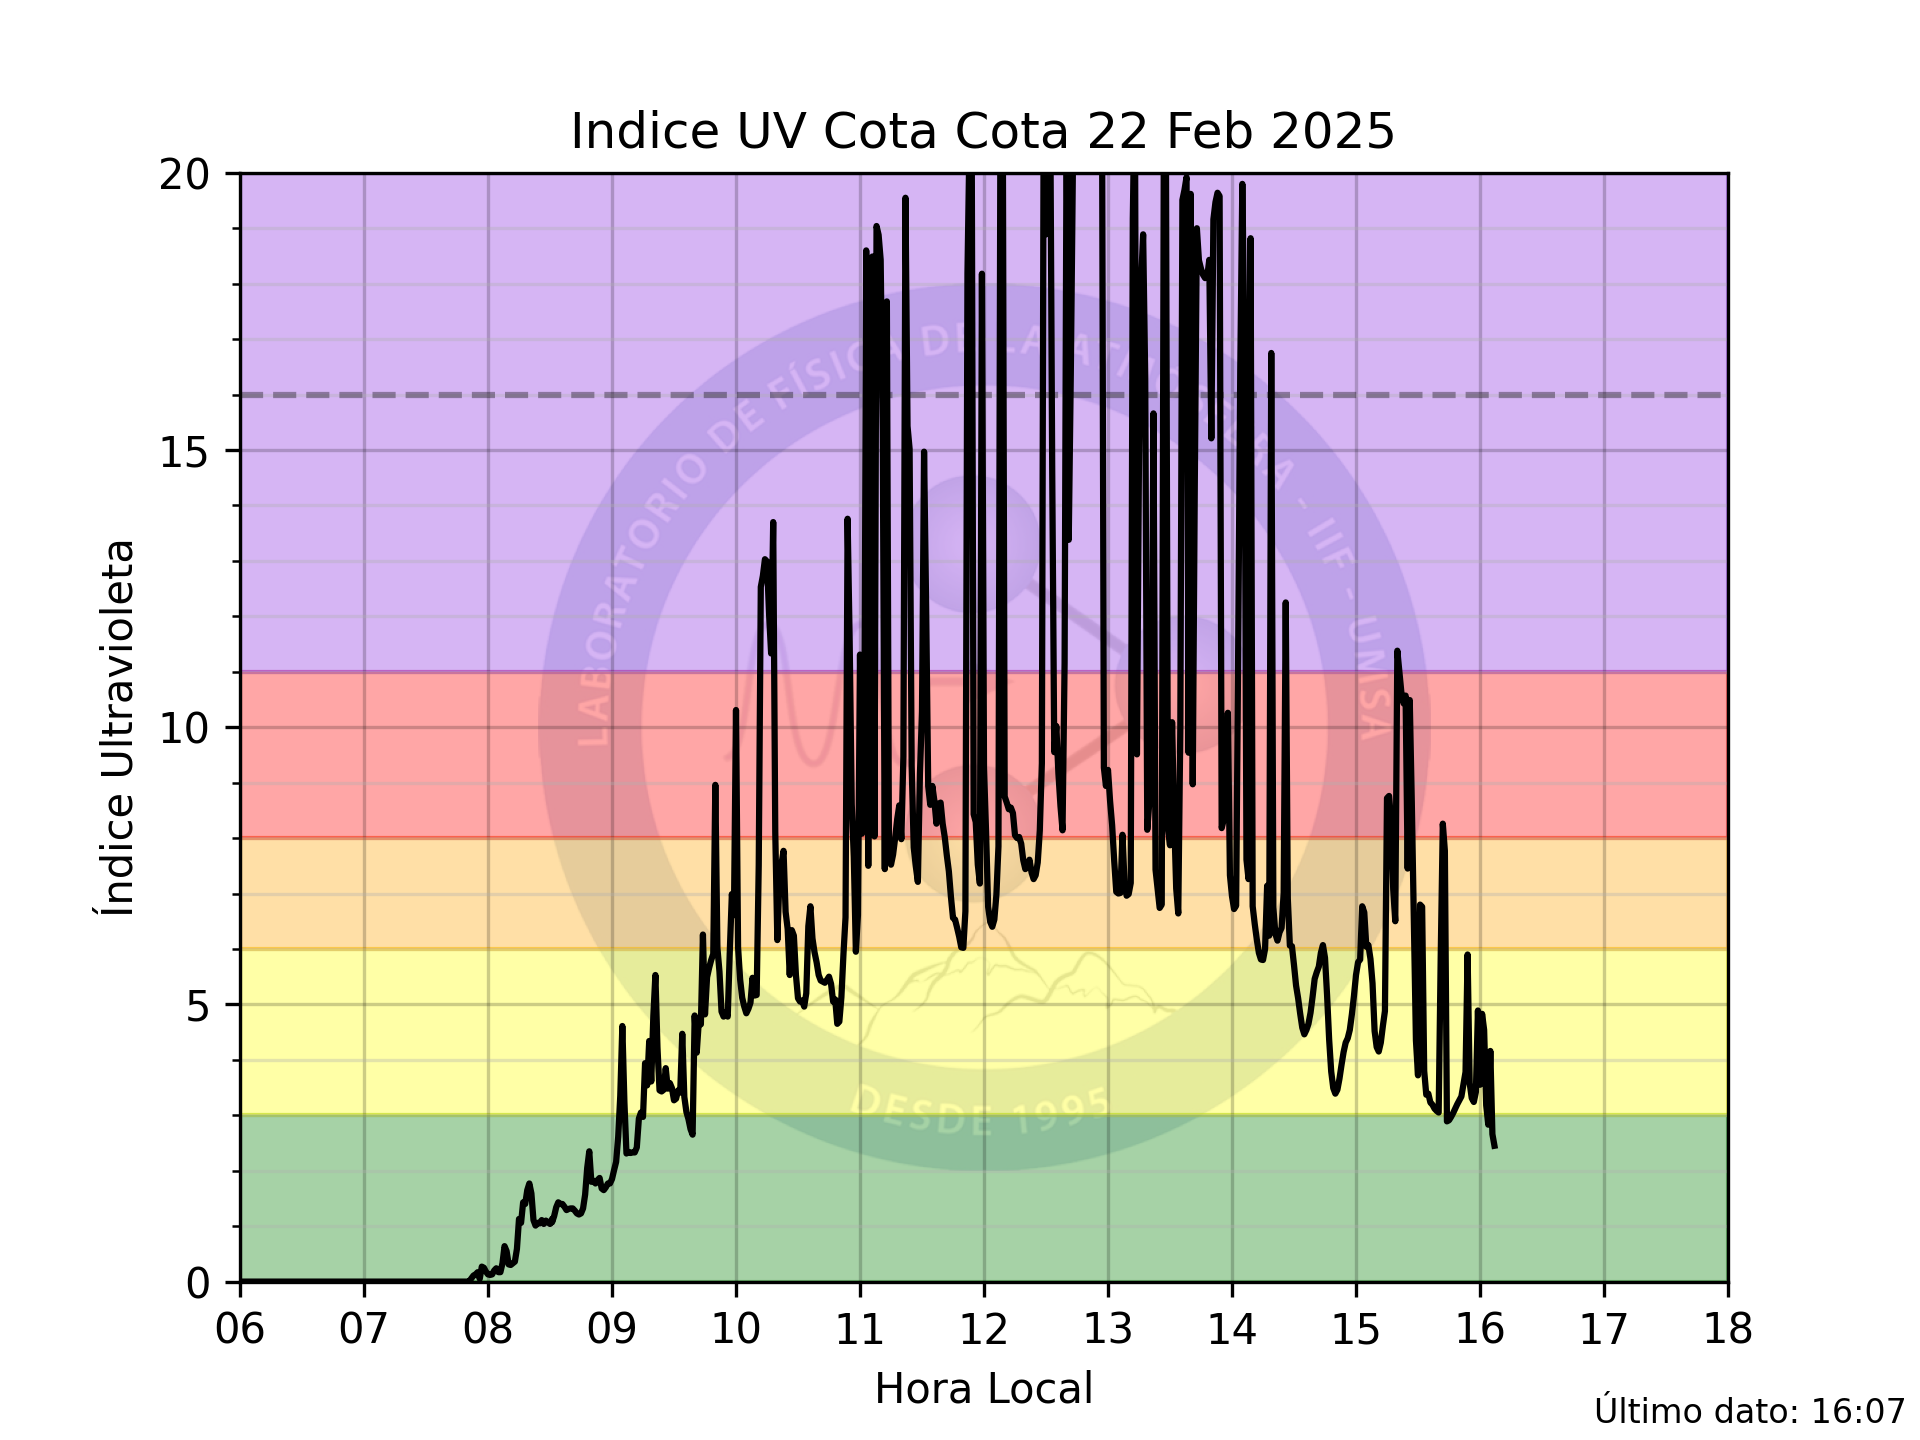 Indice UV Cota Cota 22 Feb 2025
20
15
10
5
0
Índice Ultravioleta
LABORATORIO DE FÍSICA DE LA ATMÓSFERA - IIF - UMSA
DESDE 1995
06 07 08 09 10 11 12 13 14 15 16 17 18
Hora Local
Último dato: 16:07